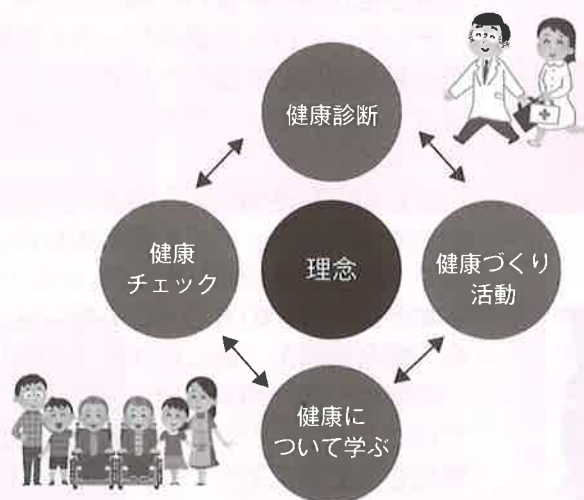 健康診断
健康
チェック
理念
健康づくり
活動
健康に
ついて学ぶ